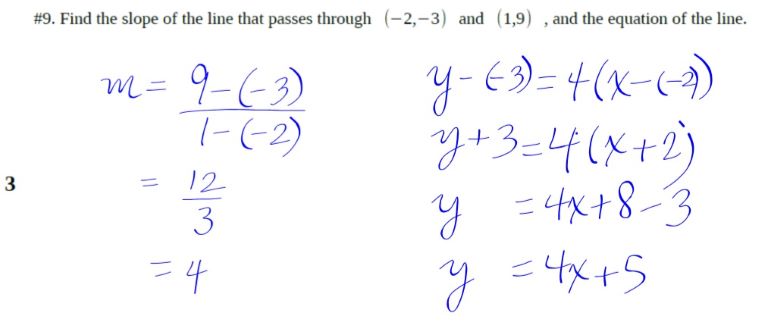 #9. Find the slope of the line that passes through (−2,−3) and (1,9) , and the equation of the line.
m = 9-(-3)
1-(-2)
= 12
3
= 4
y-(-3)=4(x-(-2))
y+3=4(x+2)
y =4x+8-3
y =4x+5
3